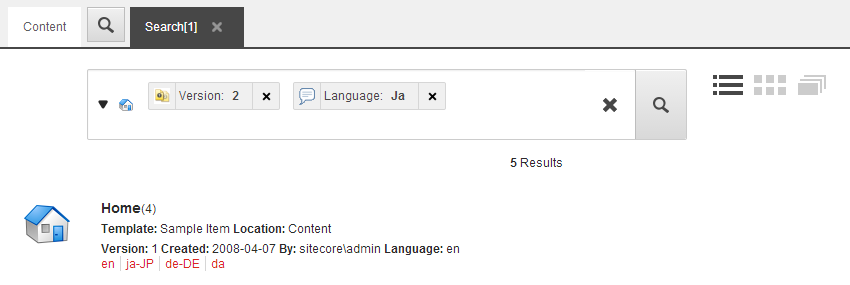 Content Search[1]
Version: 2 Language: Ja
5 Results
Home(4)
Template: Sample Item Location: Content
Version: 1 Created: 2008-04-07 By: sitecore\admin Language: en
en ja-JP de-DE da